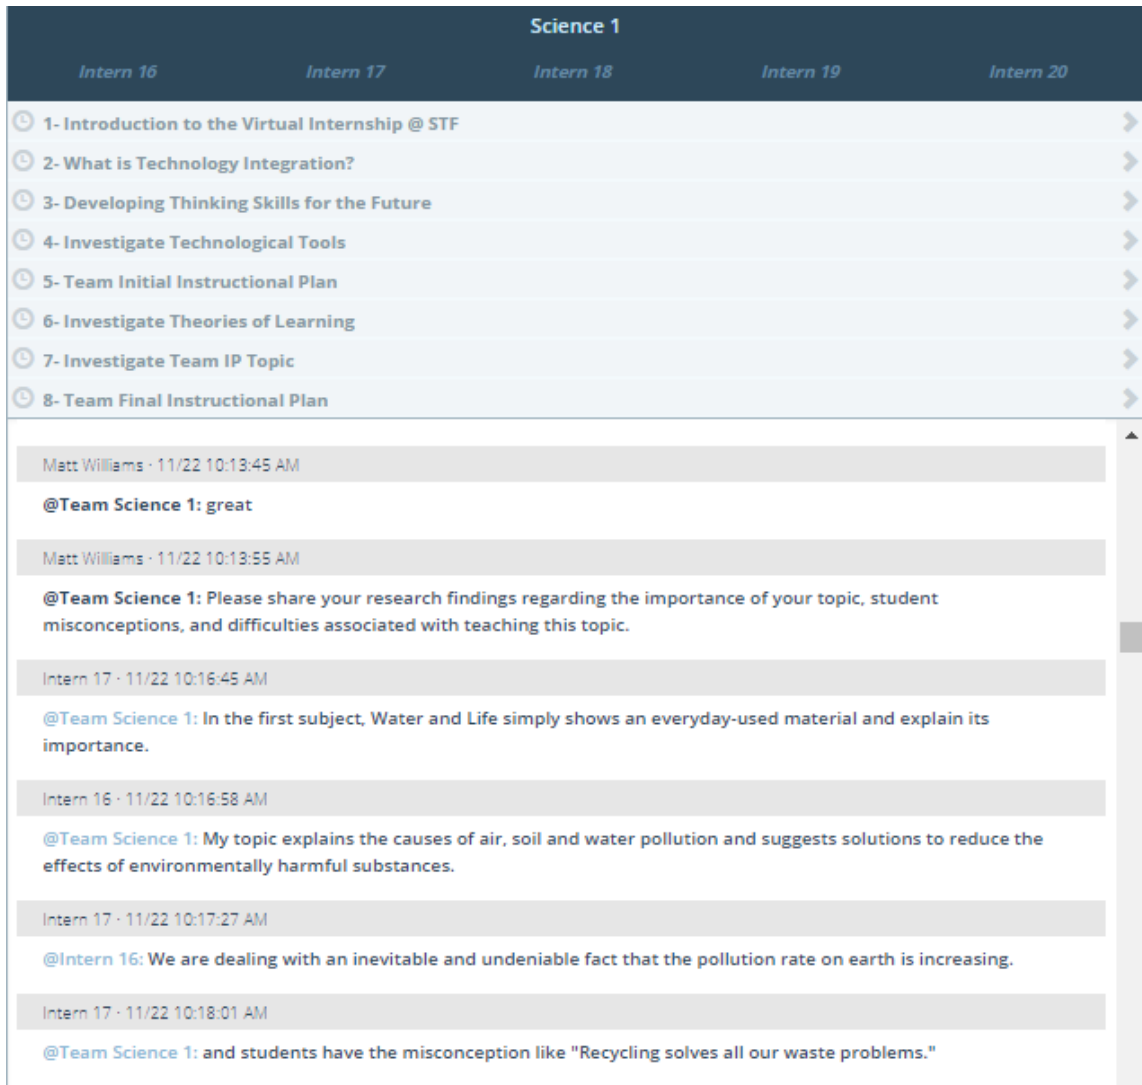 Science 1
Intern 16 Intern 17 Intern 18 Intern 19 Intern 20
1- Introduction to the Virtual Internship @ STF
2- What is Technology Integration?
3- Developing Thinking Skills for the Future
4- Investigate Technological Tools
5- Team Initial Instructional Plan
6- Investigate Theories of Learning
7- Investigate Team IP Topic
8- Team Final Instructional Plan
Matt Williams · 11/22 10:13:45 AM
@Team Science 1: great
Matt Williams · 11/22 10:13:55 AM
@Team Science 1: Please share your research findings regarding the importance of your topic, student
misconceptions, and difficulties associated with teaching this topic.
Intern 17 · 11/22 10:16:45 AM
@Team Science 1: In the first subject, Water and Life simply shows an everyday-used material and explain its
importance.
Intern 16 · 11/22 10:16:58 AM
@Team Science 1: My topic explains the causes of air, soil and water pollution and suggests solutions to reduce the
effects of environmentally harmful substances.
Intern 17 · 11/22 10:17:27 AM
@Intern 16: We are dealing with an inevitable and undeniable fact that the pollution rate on earth is increasing.
Intern 17 · 11/22 10:18:01 AM
@Team Science 1: and students have the misconception like "Recycling solves all our waste problems."